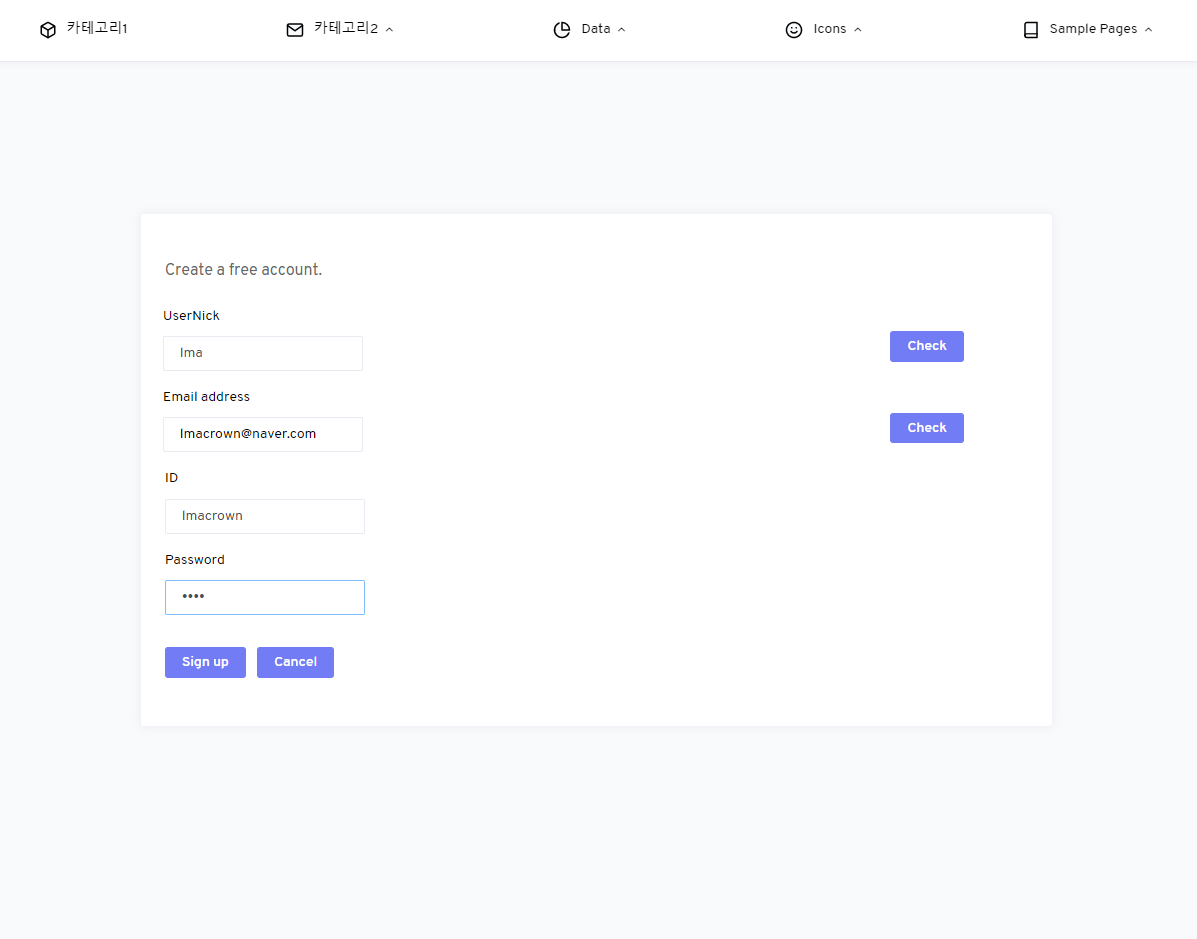 카테고리1 카테고리2 Data Icons Sample Pages
Create a free account.
UserNick
Ima
Check
Email address
Imacrown@naver.com
Check
ID
Imacrown
Password
••••
Sign up Cancel